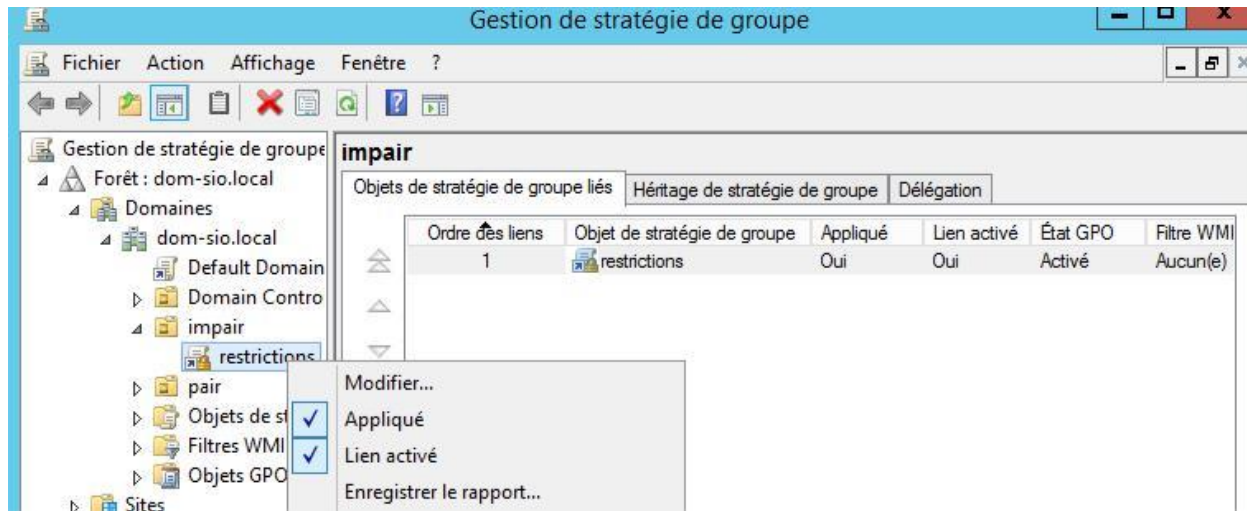 Gestion de stratégie de groupe
Fichier Action Affichage Fenêtre ?
Gestion de stratégie de groupe
Forêt : dom-sio.local
Domaines
dom-sio.local
Default Domain
Domain Contro
impair
restrictions
pair
Objets de st
Filtres WMI
Objets GPO
Sites
impair
Objets de stratégie de groupe liés Héritage de stratégie de groupe Délégation
Ordre des liens Objet de stratégie de groupe Appliqué Lien activé État GPO Filtre WMI
1 restrictions Oui Oui Activé Aucun(e)
Modifier...
Appliqué
Lien activé
Enregistrer le rapport...